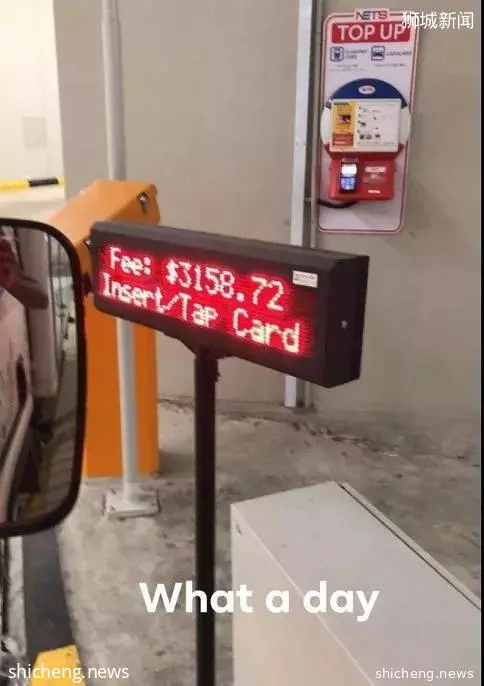 狮城新闻
NETS
TOP UP
CASHCARD
Fee: $3158.72
Insert/Tap Card
What a day
shicheng.news
shicheng.news